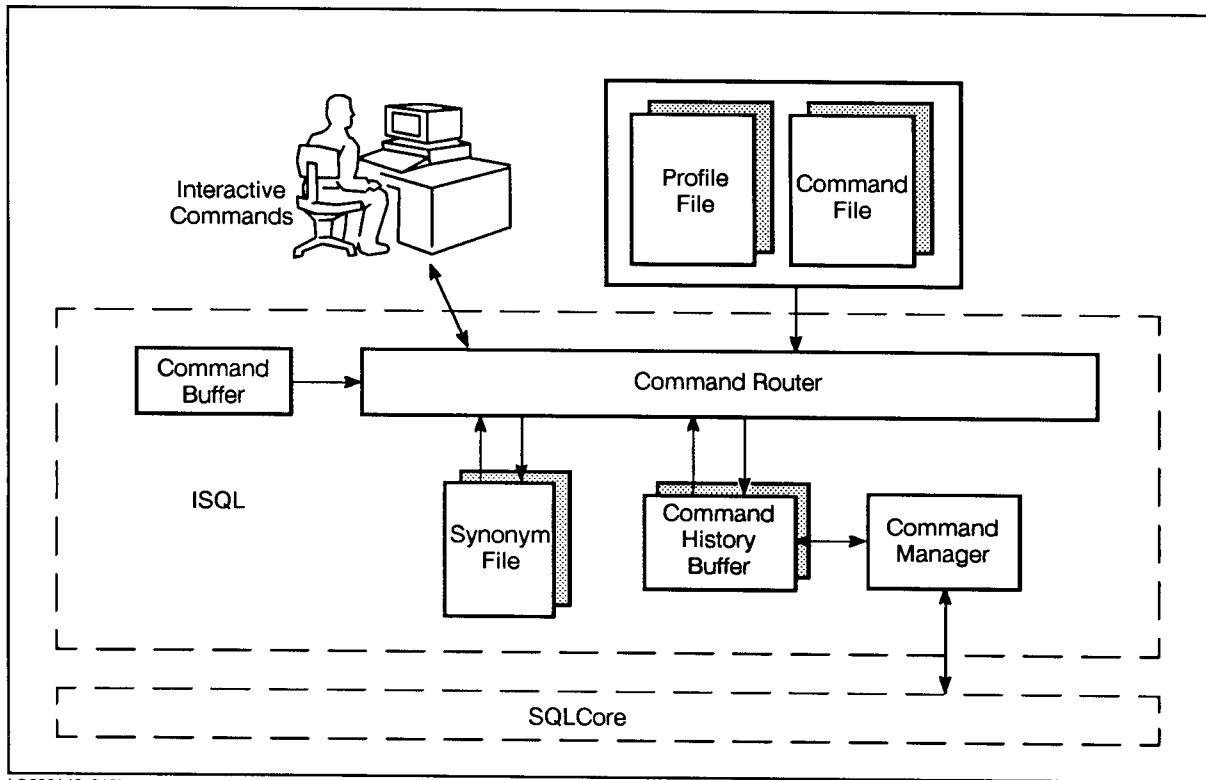 Interactive
Commands
Profile
File
Command
File
Command
Buffer
Command Router
ISQL
Synonym
File
Command
History
Buffer
Command
Manager
SQLCore